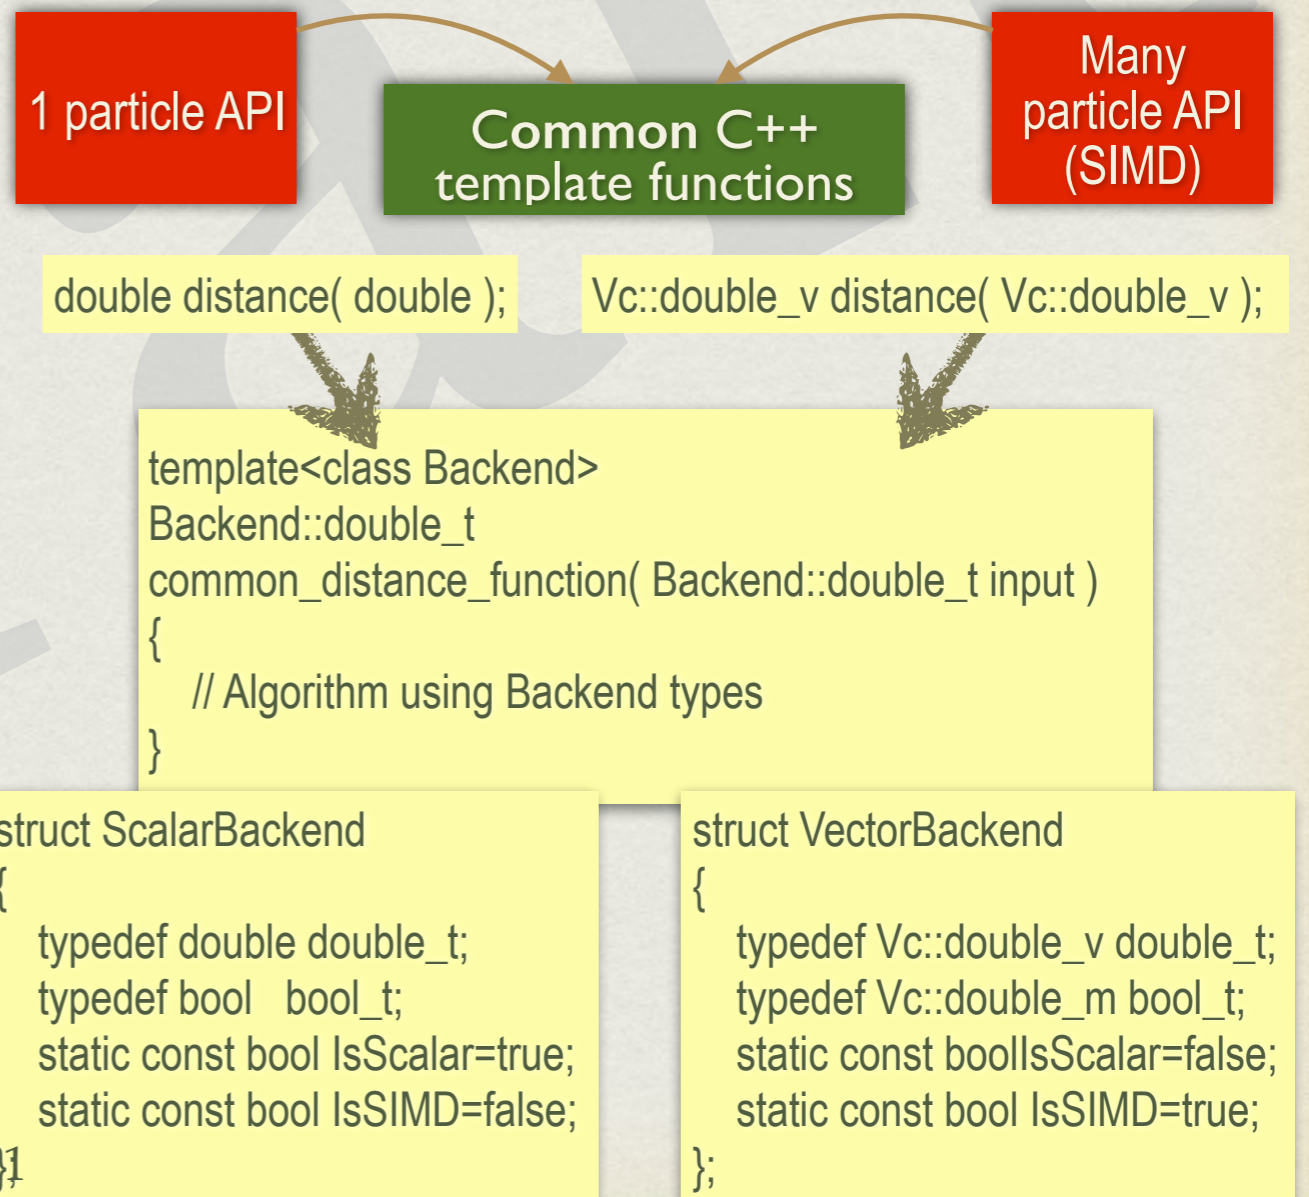 1 particle API
Common C++
template functions
Many
particle API
(SIMD)
double distance( double );
Vc::double_v distance( Vc::double_v );
template<class Backend>
Backend::double_t
common_distance_function( Backend::double_t input )
{
// Algorithm using Backend types
}
struct ScalarBackend
{
typedef double double_t;
typedef bool bool_t;
static const bool IsScalar=true;
static const bool IsSIMD=false;
};
1
struct VectorBackend
{
typedef Vc::double_v double_t;
typedef Vc::double_m bool_t;
static const boolIsScalar=false;
static const bool IsSIMD=true;
};